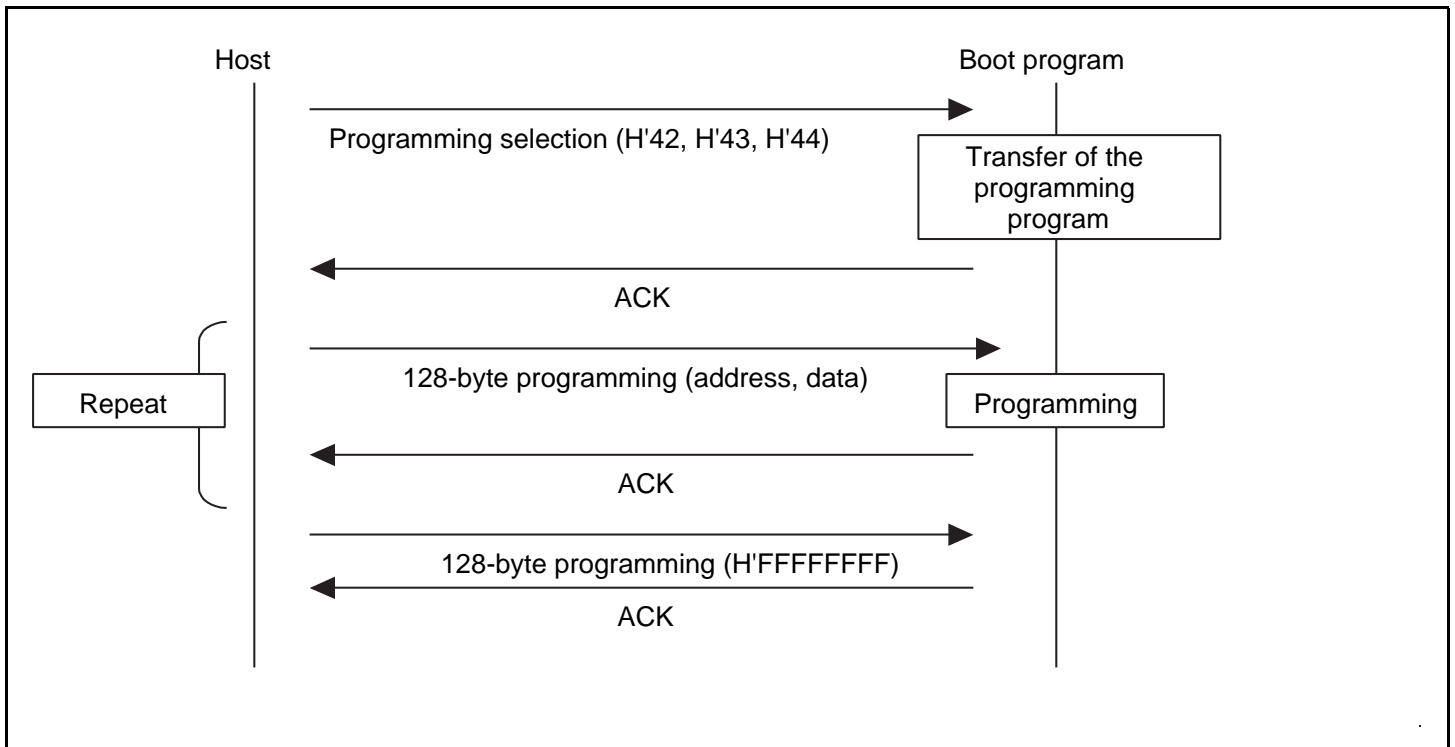 Host
Boot program
Programming selection (H'42, H'43, H'44)
Transfer of the
programming
program
ACK
128-byte programming (address, data)
Repeat
Programming
ACK
128-byte programming (H'FFFFFFFF)
ACK